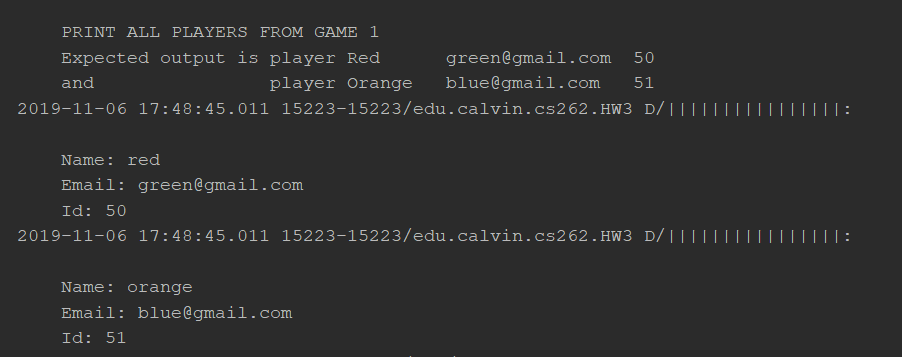 PRINT ALL PLAYERS FROM GAME 1
Expected output is player Red      green@gmail.com  50
and                player Orange   blue@gmail.com   51
2019-11-06 17:48:45.011 15223-15223/edu.calvin.cs262.HW3 D/||||||||||||||||:
Name: red
Email: green@gmail.com
Id: 50
2019-11-06 17:48:45.011 15223-15223/edu.calvin.cs262.HW3 D/||||||||||||||||:
Name: orange
Email: blue@gmail.com
Id: 51